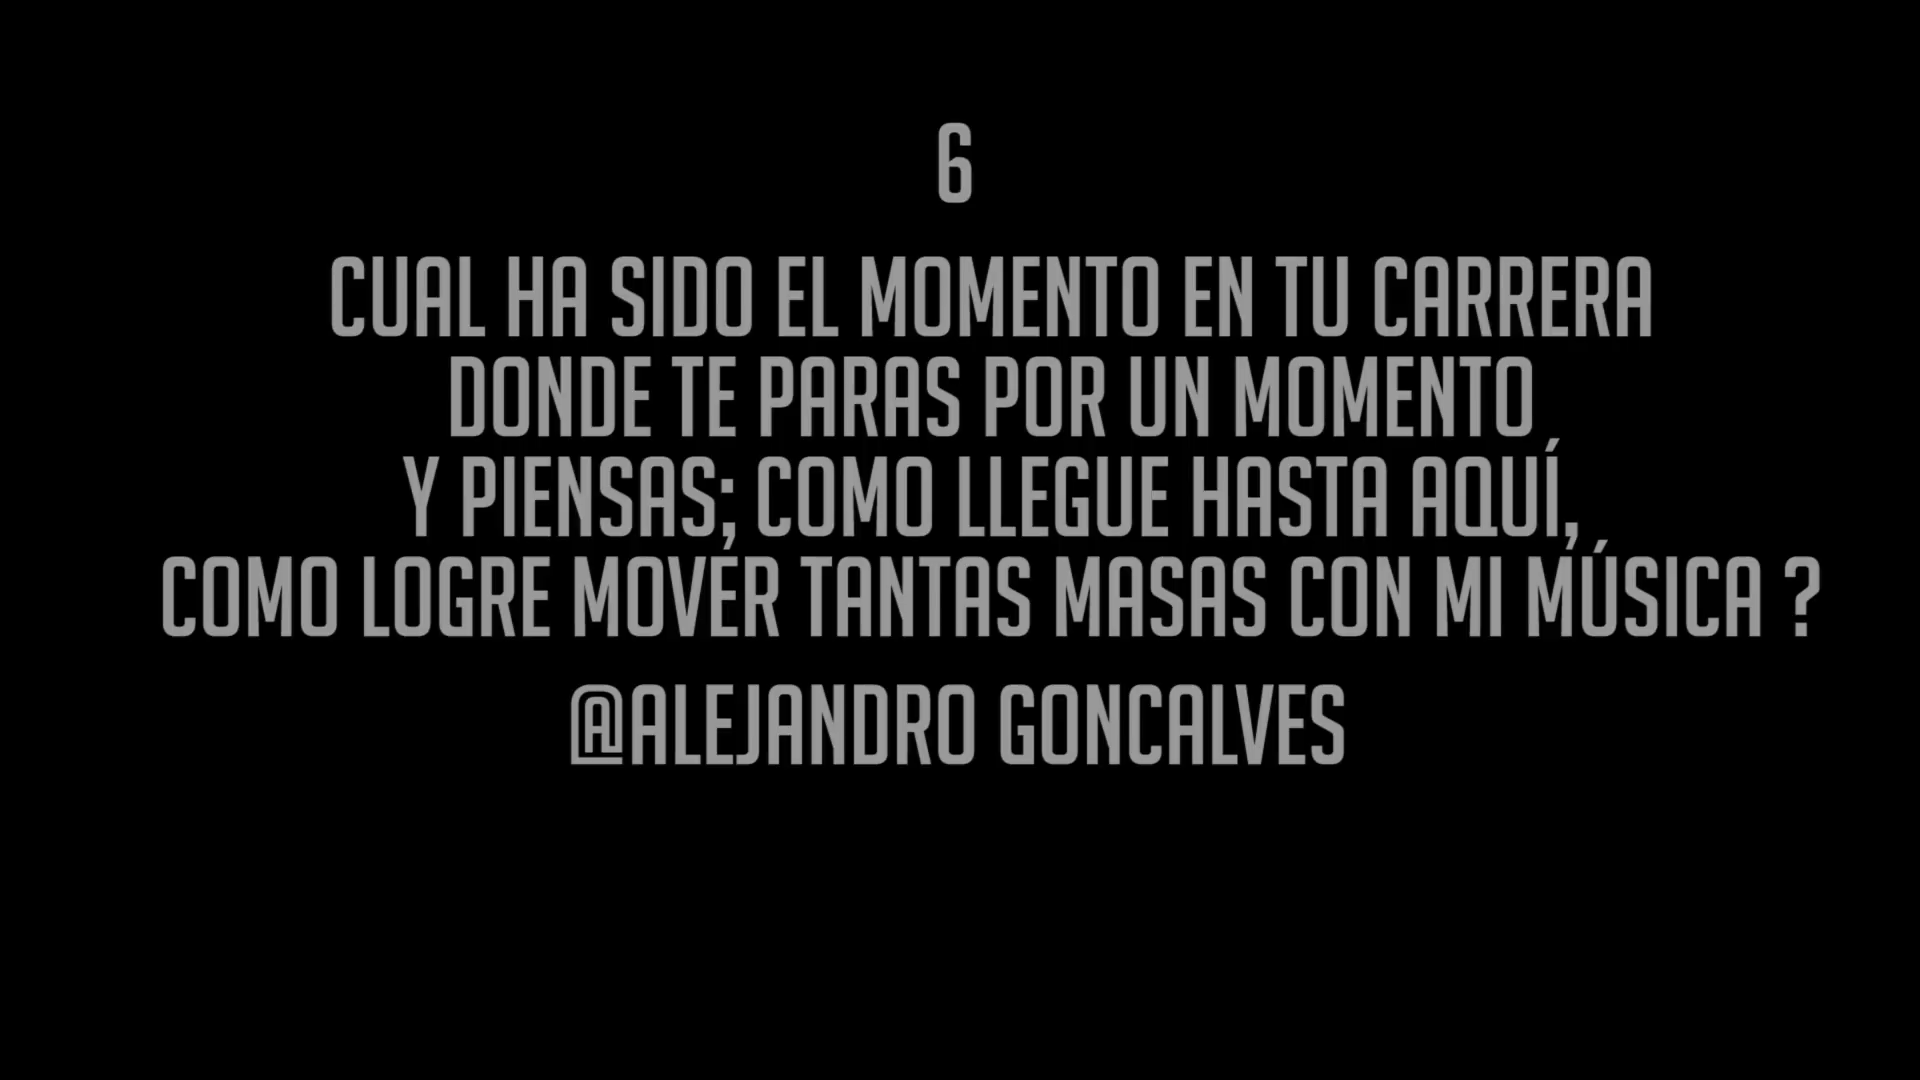 6
CUAL HA SIDO EL MOMENTO EN TU CARRERA
DONDE TE PARAS POR UN MOMENTO
Y PIENSAS; COMO LLEGUE HASTA AQUÍ,
COMO LOGRE MOVER TANTAS MASAS CON MI MÚSICA ?
@ALEJANDRO GONCALVES